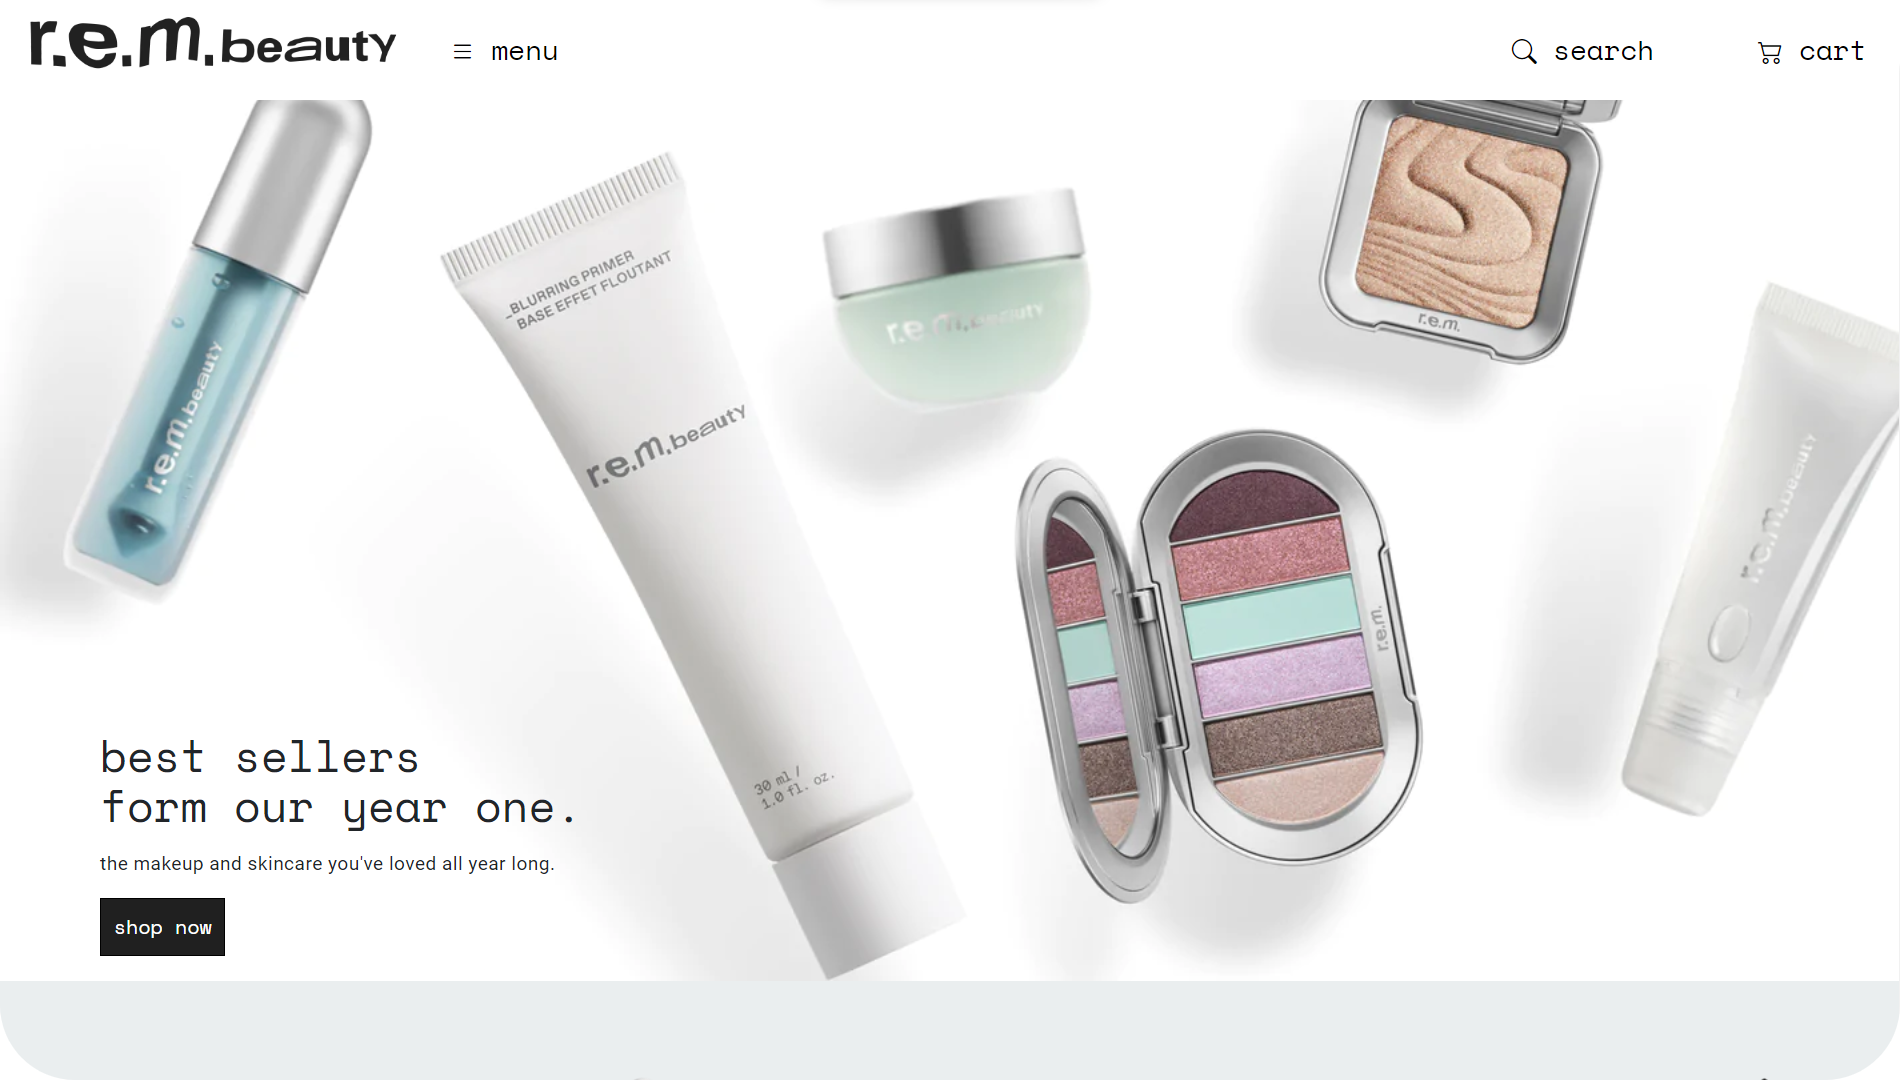 r.e.m.beauty
menu
search
cart
_BLURRING PRIMER
BASE EFFET FLOUTANT
r.e.m.beauty
30 ml /
1.0 fl. oz.
r.e.m.beauty
r.e.m.beauty
r.e.m.
r.e.m.
r.e.m.beauty
best sellers
form our year one.
the makeup and skincare you've loved all year long.
shop now